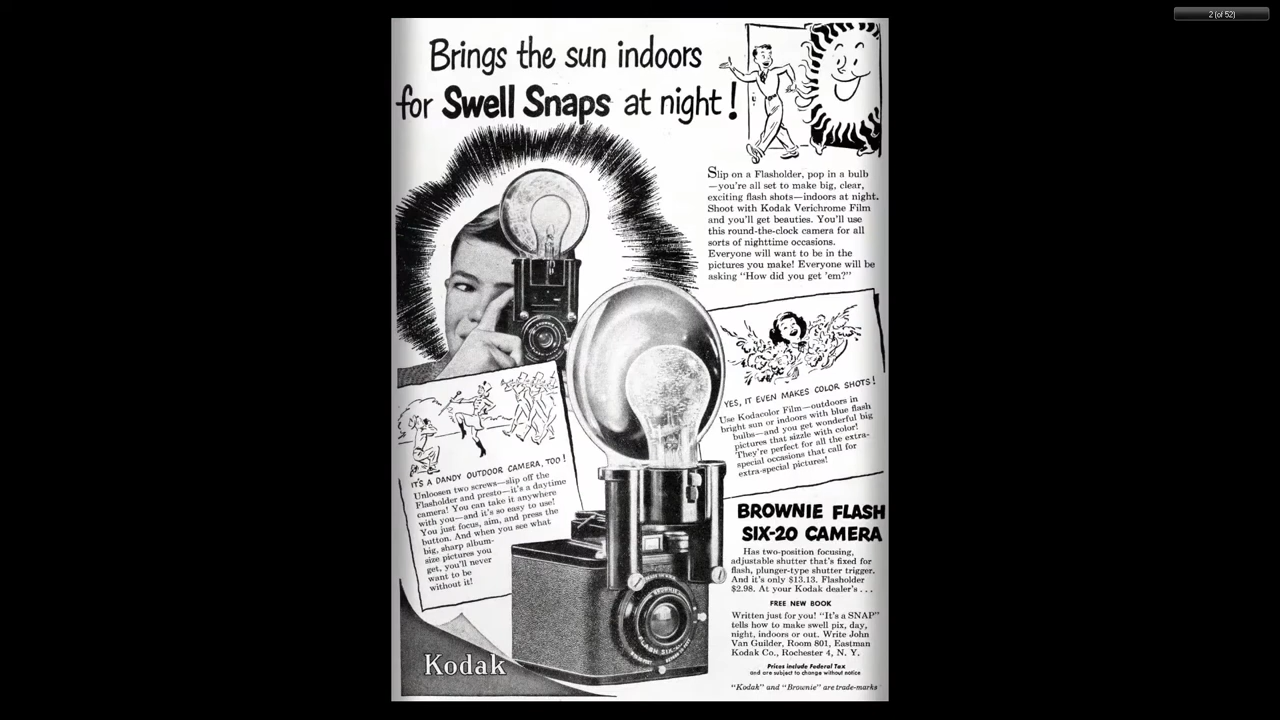 2 (of 52)
Brings the sun indoors
for Swell Snaps at night!
Slip on a Flasholder, pop in a bulb
—you're all set to make big, clear,
exciting flash shots—indoors at night.
Shoot with Kodak Verichrome Film
and you'll get beauties. You'll use
this round-the-clock camera for all
sorts of nighttime occasions.
Everyone will want to be in the
pictures you make! Everyone will be
asking "How did you get 'em?"
YES, IT EVEN MAKES COLOR SHOTS!
Use Kodacolor Film—outdoors in
bright sun or indoors with blue flash
bulbs—and you get wonderful big
pictures that sizzle with color!
They're perfect for all the extra-
special occasions that call for
extra-special pictures!
IT'S A DANDY OUTDOOR CAMERA, TOO!
Unloosen two screws—slip off the
Flasholder and presto—it's a daytime
camera! You can take it anywhere
with you—and it's so easy to use!
You just focus, aim, and press the
button. And when you see what
big, sharp album-
size pictures you
get, you'll never
want to be
without it!
BROWNIE FLASH
SIX-20 CAMERA
Has two-position focusing,
adjustable shutter that's fixed for
flash, plunger-type shutter trigger.
And it's only $13.13. Flasholder
$2.98. At your Kodak dealer's . . .
FREE NEW BOOK
Written just for you! "It's a SNAP"
tells how to make swell pix, day,
night, indoors or out. Write John
Van Guilder, Room 801, Eastman
Kodak Co., Rochester 4, N. Y.
Prices include Federal Tax
and are subject to change without notice
"Kodak" and "Brownie" are trade-marks
Kodak